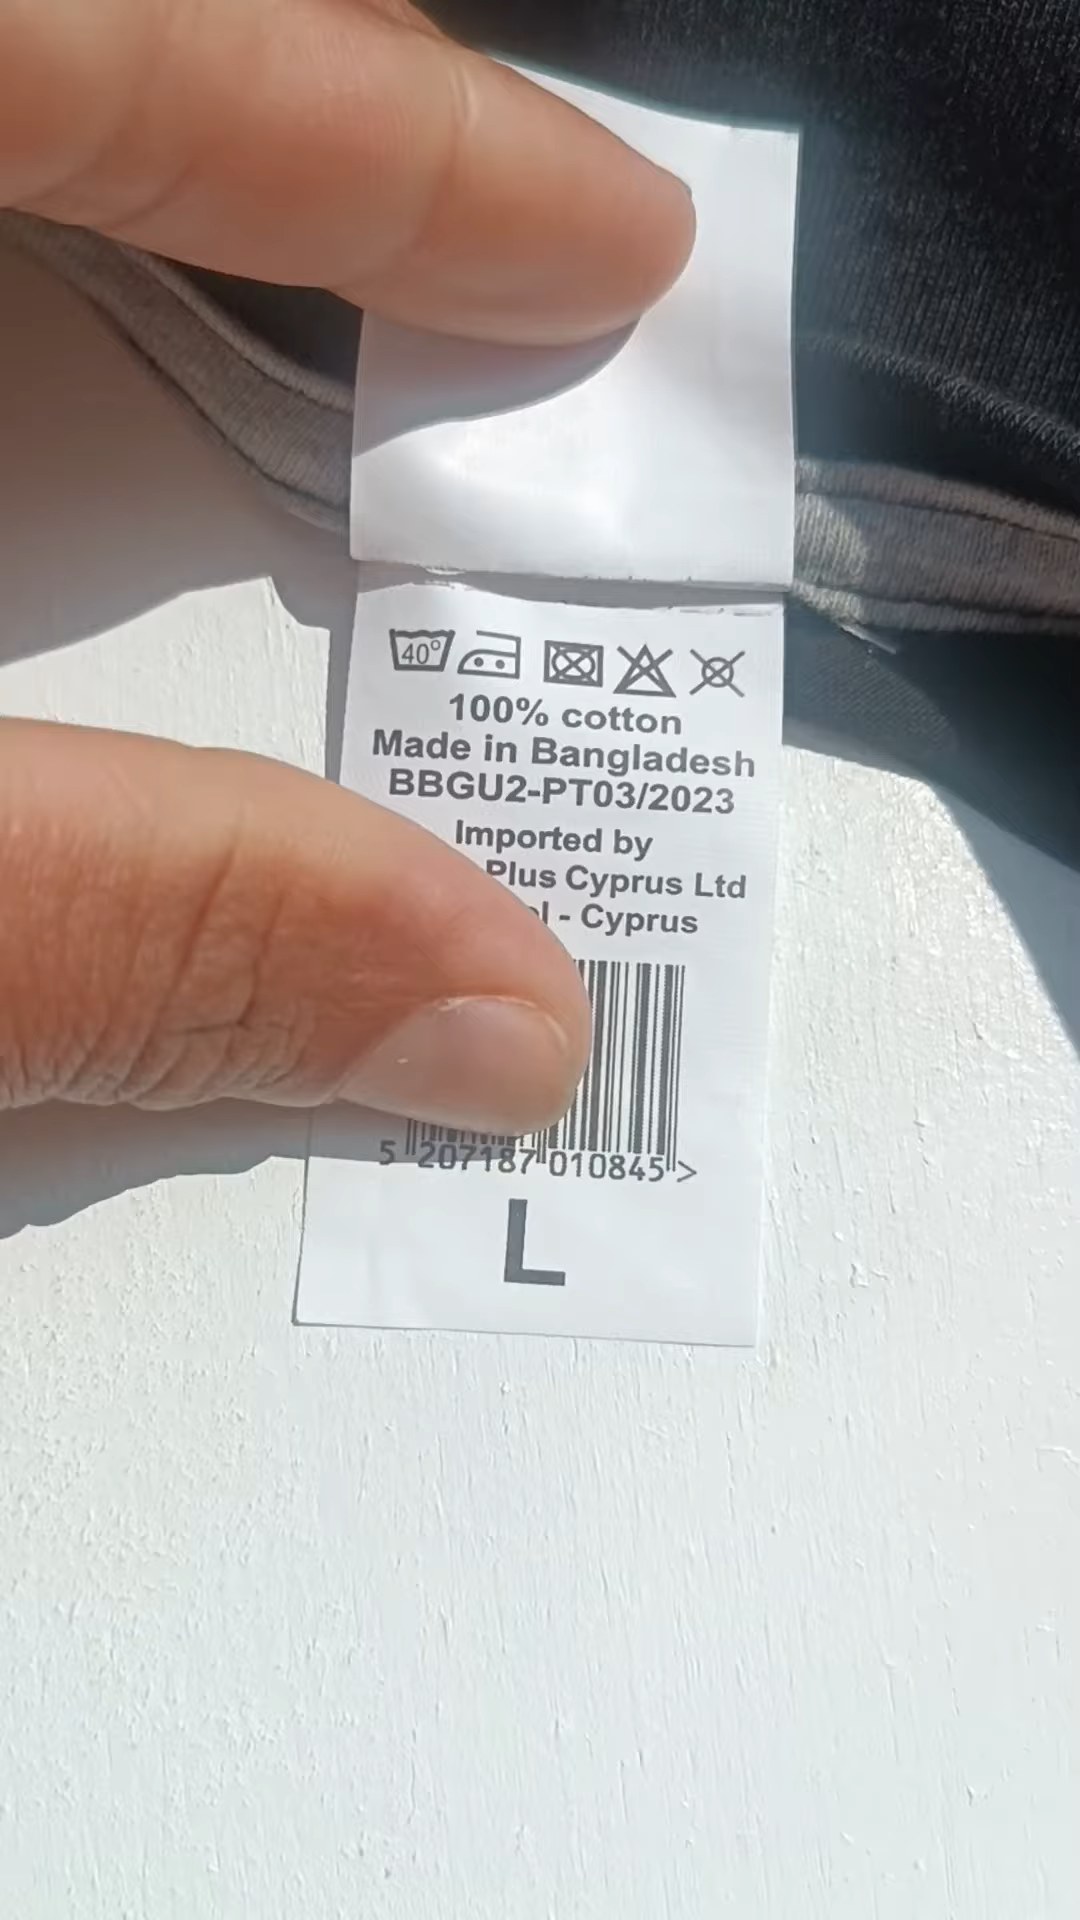 40°
100% cotton
Made in Bangladesh
BBGU2-PT03/2023
Imported by
Plus Cyprus Ltd
- Cyprus
5 207187 010845 >
L